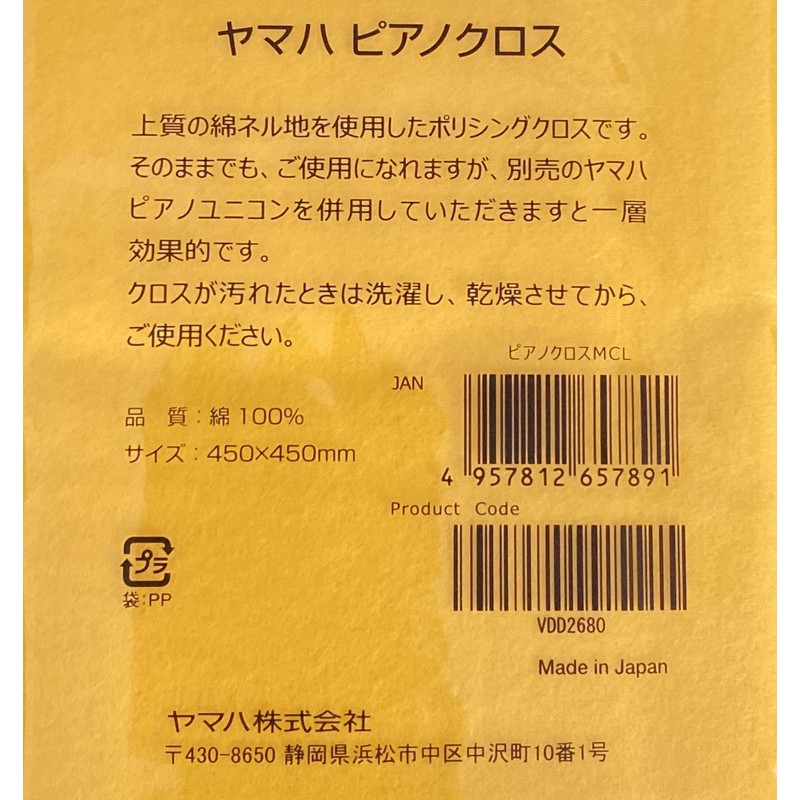 ヤマハ ピアノクロス
上質の綿ネル地を使用したポリシングクロスです。
そのままでも、ご使用になれますが、別売のヤマハ
ピアノユニコンを併用していただきますと一層
効果的です。
クロスが汚れたときは洗濯し、乾燥させてから、
ご使用ください。
ピアノクロスMCL
JAN
品 質：綿 100%
サイズ：450×450mm
4 957812 657891
Product Code
プラ
袋:PP
VDD2680
Made in Japan
ヤマハ株式会社
〒430-8650 静岡県浜松市中区中沢町10番1号